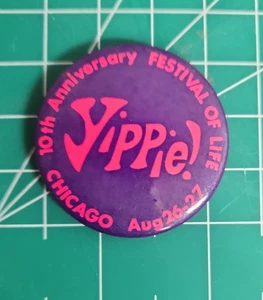 10th Anniversary FESTIVAL OF LIFE
Yippie!
CHICAGO Aug 26-27